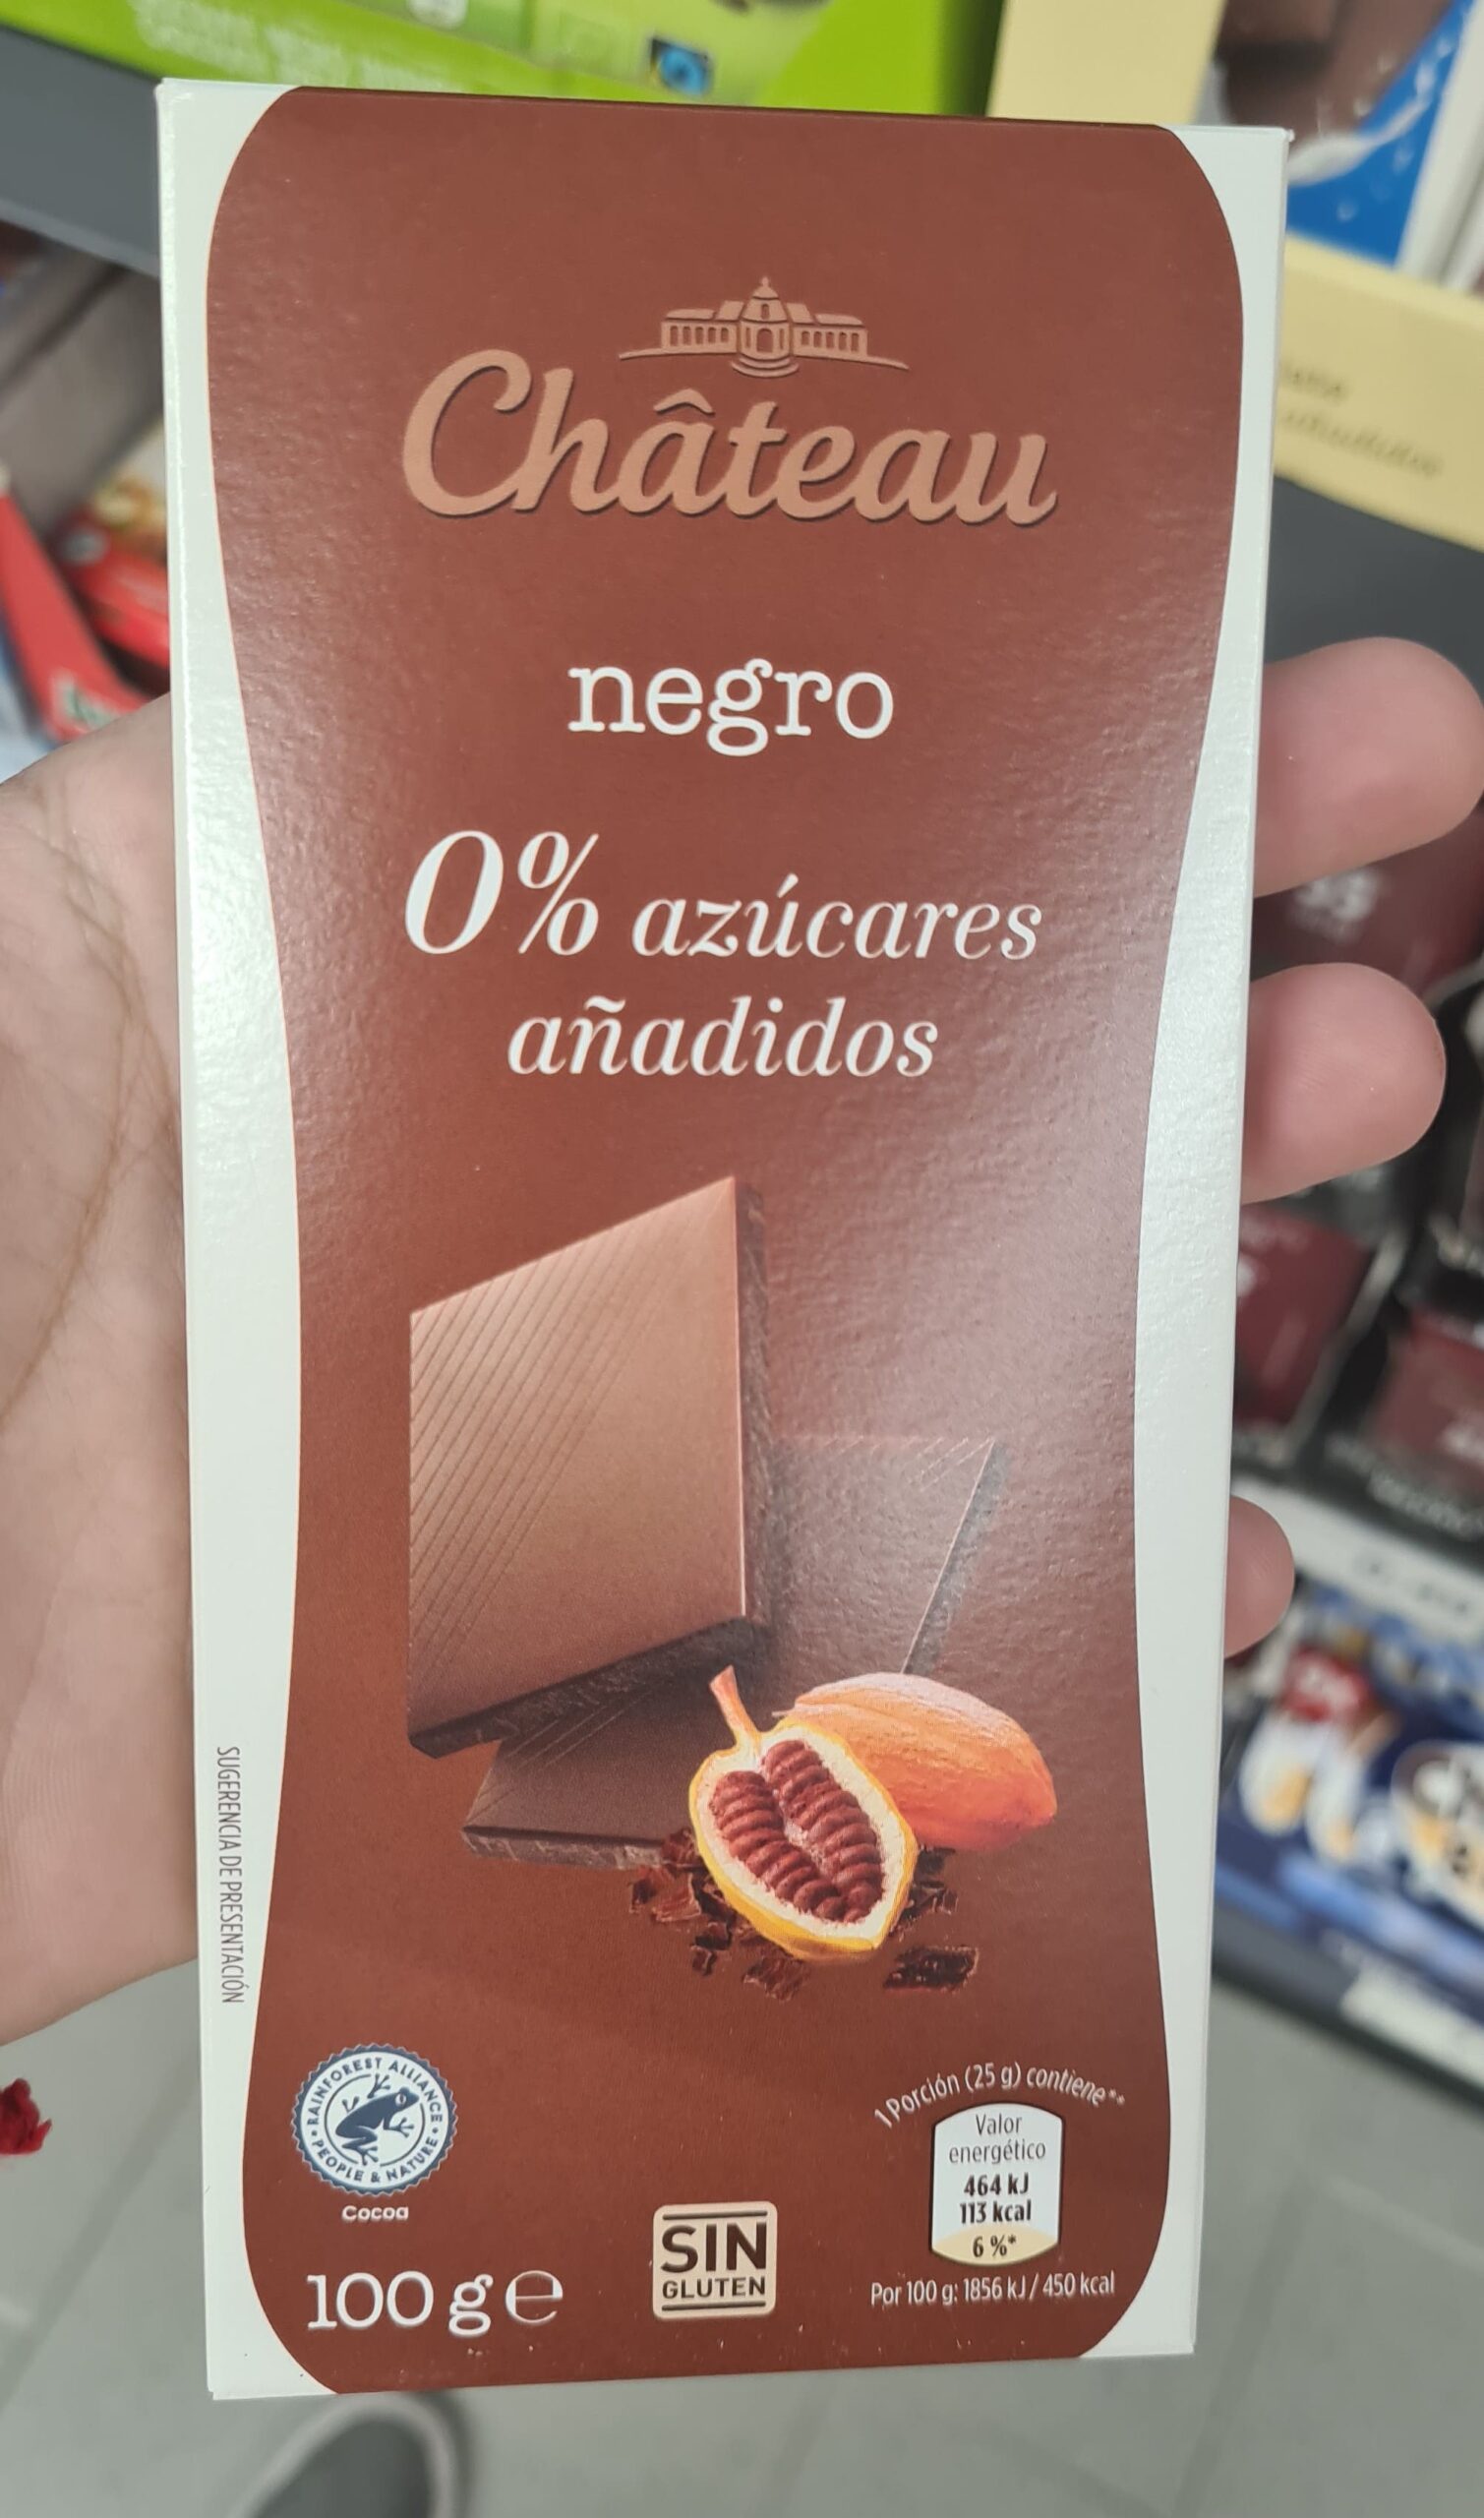 Château
negro
0% azúcares
añadidos
SUGERENCIA DE PRESENTACIÓN
RAINFOREST ALLIANCE
PEOPLE & NATURE
Cocoa
100 g e
SIN
GLUTEN
1 Porción (25 g) contiene**
Valor
energético
464 kJ
113 kcal
6 %*
Por 100 g: 1856 kJ / 450 kcal